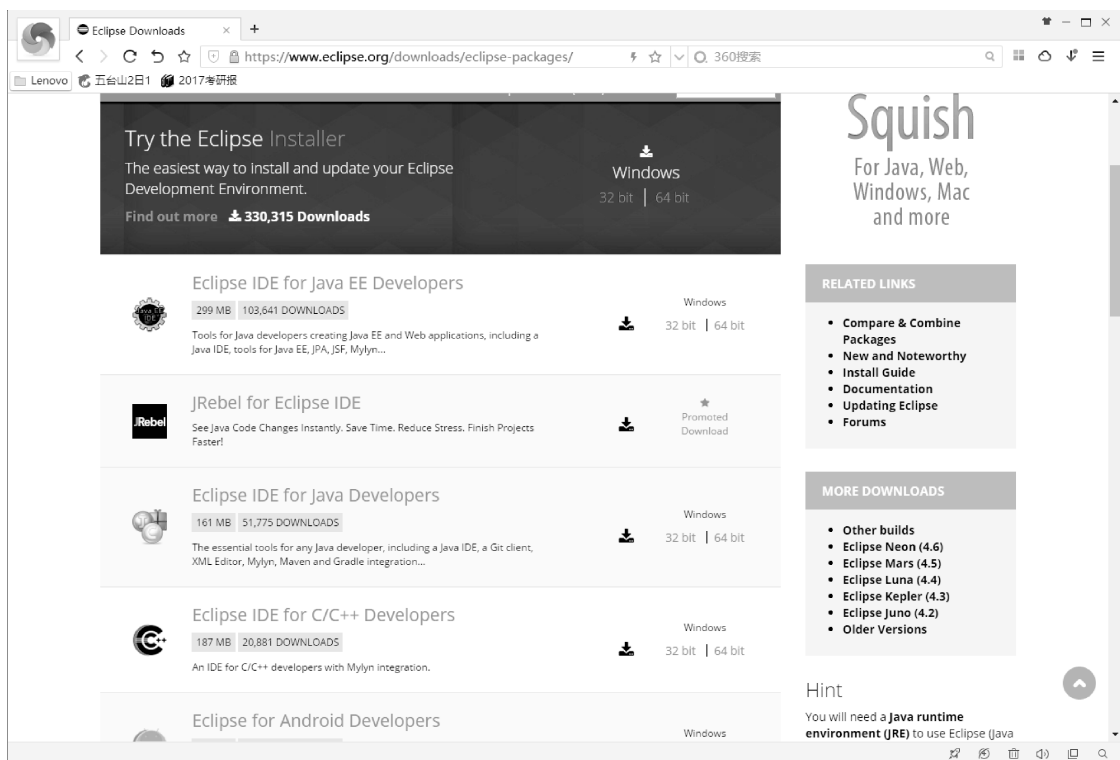 Eclipse Downloads
https://www.eclipse.org/downloads/eclipse-packages/
360搜索
Lenovo
五台山2日1
2017考研报
Try the Eclipse Installer
The easiest way to install and update your Eclipse
Development Environment.
Find out more 330,315 Downloads
Windows
32 bit | 64 bit
Eclipse IDE for Java EE Developers
299 MB 103,641 DOWNLOADS
Tools for Java developers creating Java EE and Web applications, including a
Java IDE, tools for Java EE, JPA, JSF, Mylyn...
Windows
32 bit | 64 bit
JRebel
JRebel for Eclipse IDE
See Java Code Changes Instantly. Save Time. Reduce Stress. Finish Projects
Faster!
Promoted
Download
Eclipse IDE for Java Developers
161 MB 51,775 DOWNLOADS
The essential tools for any Java developer, including a Java IDE, a Git client,
XML Editor, Mylyn, Maven and Gradle integration...
Windows
32 bit | 64 bit
Eclipse IDE for C/C++ Developers
187 MB 20,881 DOWNLOADS
An IDE for C/C++ developers with Mylyn integration.
Windows
32 bit | 64 bit
Eclipse for Android Developers
Windows
Squish
For Java, Web,
Windows, Mac
and more
RELATED LINKS
Compare & Combine
Packages
New and Noteworthy
Install Guide
Documentation
Updating Eclipse
Forums
MORE DOWNLOADS
Other builds
Eclipse Neon (4.6)
Eclipse Mars (4.5)
Eclipse Luna (4.4)
Eclipse Kepler (4.3)
Eclipse Juno (4.2)
Older Versions
Hint
You will need a Java runtime
environment (JRE) to use Eclipse (Java